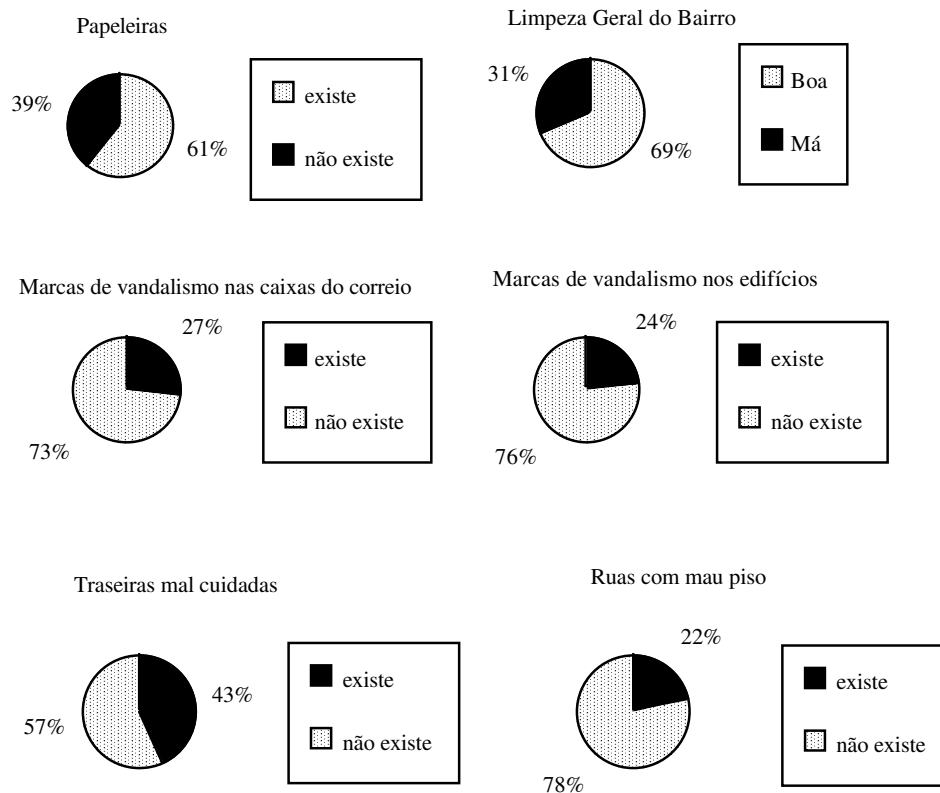 Papeleiras
39%
61%
existe
não existe
Limpeza Geral do Bairro
31%
69%
Boa
Má
Marcas de vandalismo nas caixas do correio
27%
73%
existe
não existe
Marcas de vandalismo nos edifícios
24%
76%
existe
não existe
Traseiras mal cuidadas
43%
57%
existe
não existe
Ruas com mau piso
22%
78%
existe
não existe